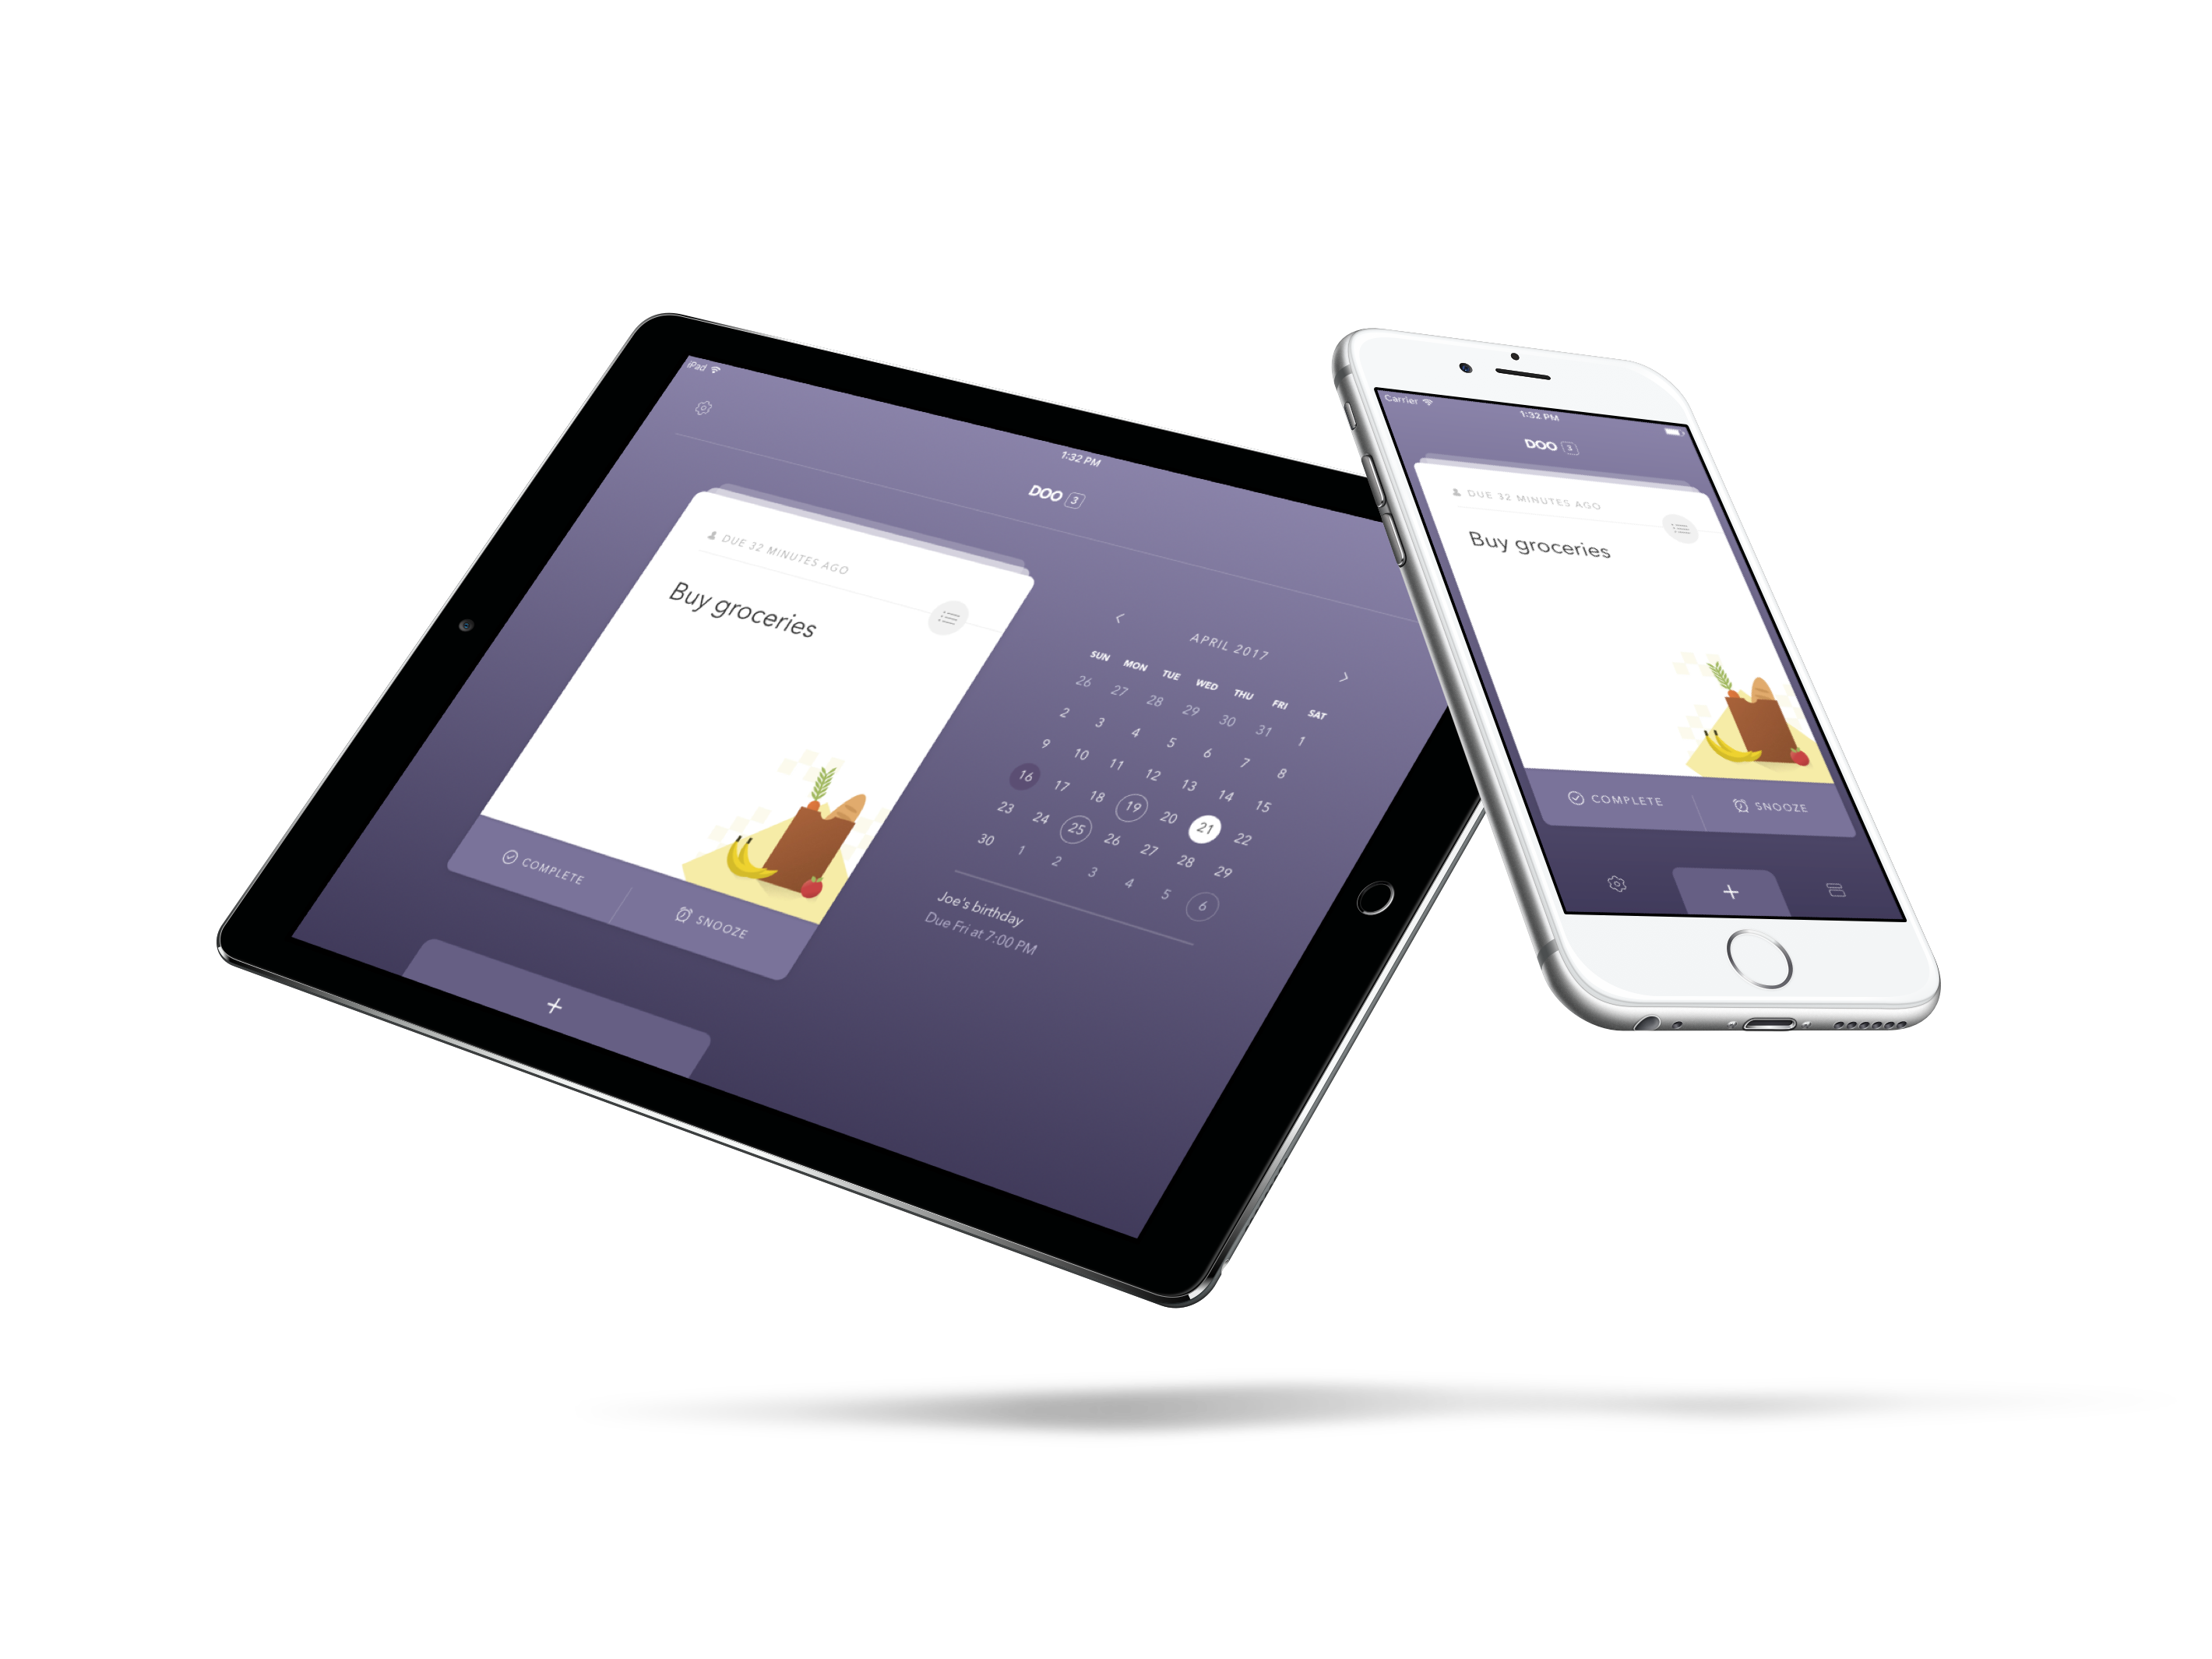 iPad
1:32 PM
DOO 3
DUE 32 MINUTES AGO
Buy groceries
COMPLETE
SNOOZE
+
APRIL 2017
SUN MON TUE WED THU FRI SAT
26 27 28 29 30 31 1
2 3 4 5 6 7 8
9 10 11 12 13 14 15
16 17 18 19 20 21 22
23 24 25 26 27 28 29
30 1 2 3 4 5 6
Joe's birthday
Due Fri at 7:00 PM
Carrier
1:32 PM
DOO 3
DUE 32 MINUTES AGO
Buy groceries
COMPLETE
SNOOZE
+